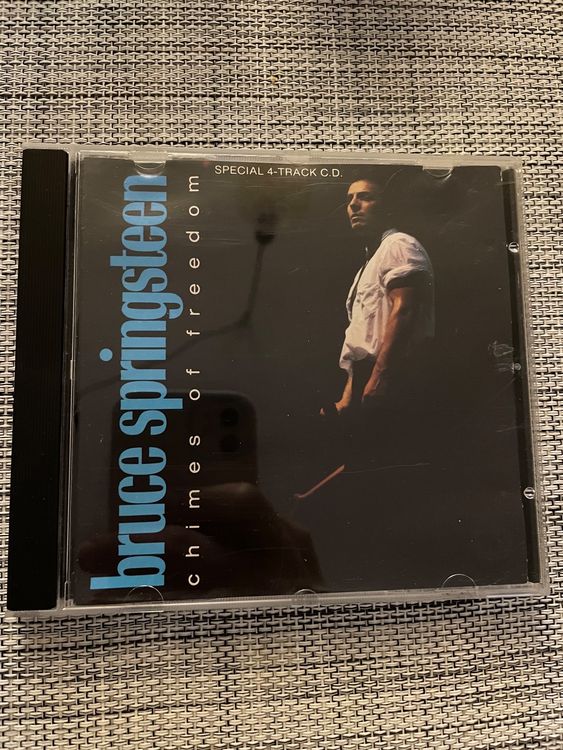 SPECIAL 4-TRACK C.D.
bruce springsteen
chimes of freedom